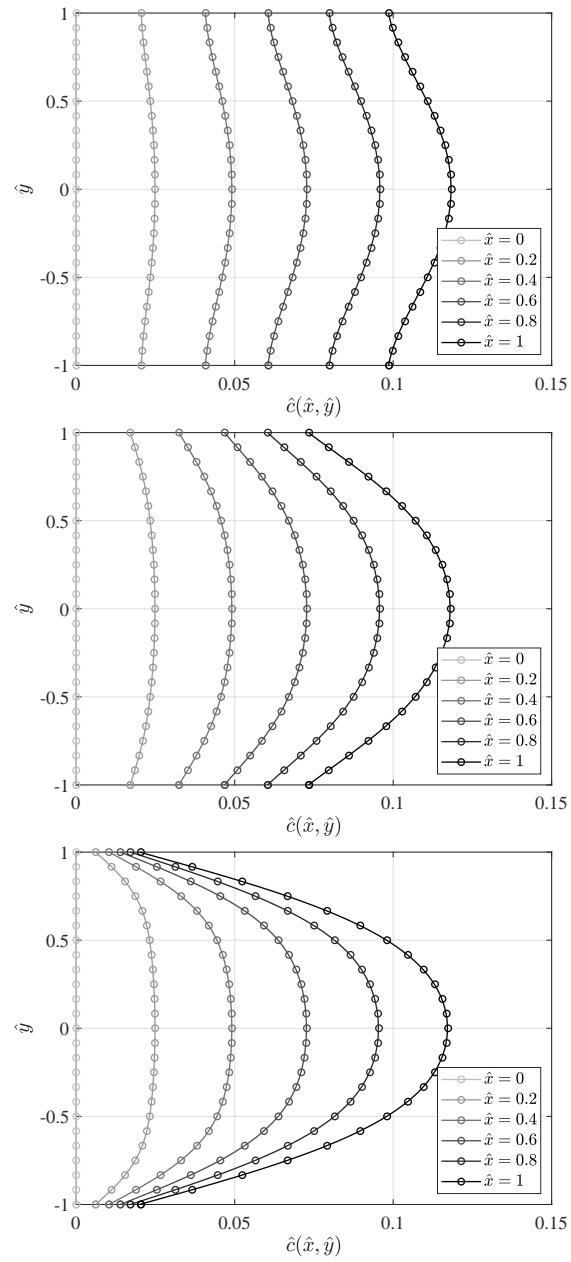 1
0.5
ŷ
0
-0.5
-1
x̂ = 0
x̂ = 0.2
x̂ = 0.4
x̂ = 0.6
x̂ = 0.8
x̂ = 1
0 0.05 0.1 0.15
ĉ(x̂, ŷ)
1
0.5
ŷ
0
-0.5
-1
x̂ = 0
x̂ = 0.2
x̂ = 0.4
x̂ = 0.6
x̂ = 0.8
x̂ = 1
0 0.05 0.1 0.15
ĉ(x̂, ŷ)
1
0.5
ŷ
0
-0.5
-1
x̂ = 0
x̂ = 0.2
x̂ = 0.4
x̂ = 0.6
x̂ = 0.8
x̂ = 1
0 0.05 0.1 0.15
ĉ(x̂, ŷ)